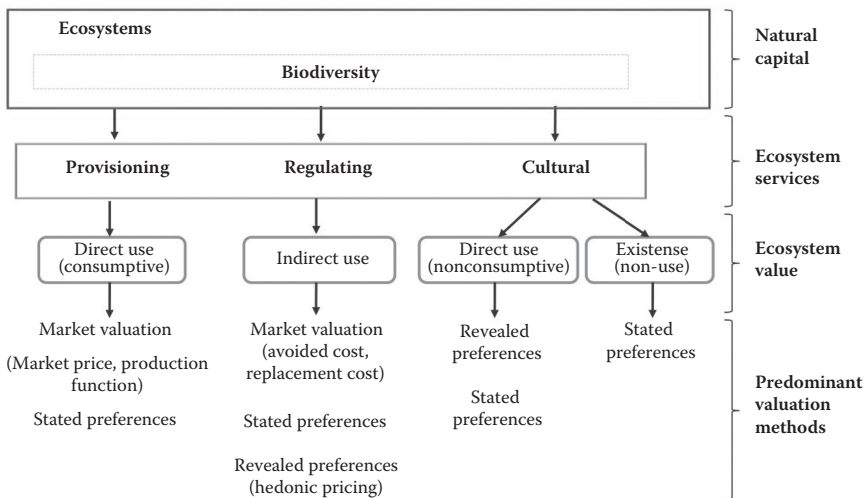 Ecosystems
Biodiversity
Natural
capital
Provisioning
Regulating
Cultural
Ecosystem
services
Direct use
(consumptive)
Indirect use
Direct use
(nonconsumptive)
Existense
(non-use)
Ecosystem
value
Market valuation
(Market price, production
function)
Stated preferences
Market valuation
(avoided cost,
replacement cost)
Stated preferences
Revealed preferences
(hedonic pricing)
Revealed
preferences
Stated
preferences
Stated
preferences
Predominant
valuation
methods